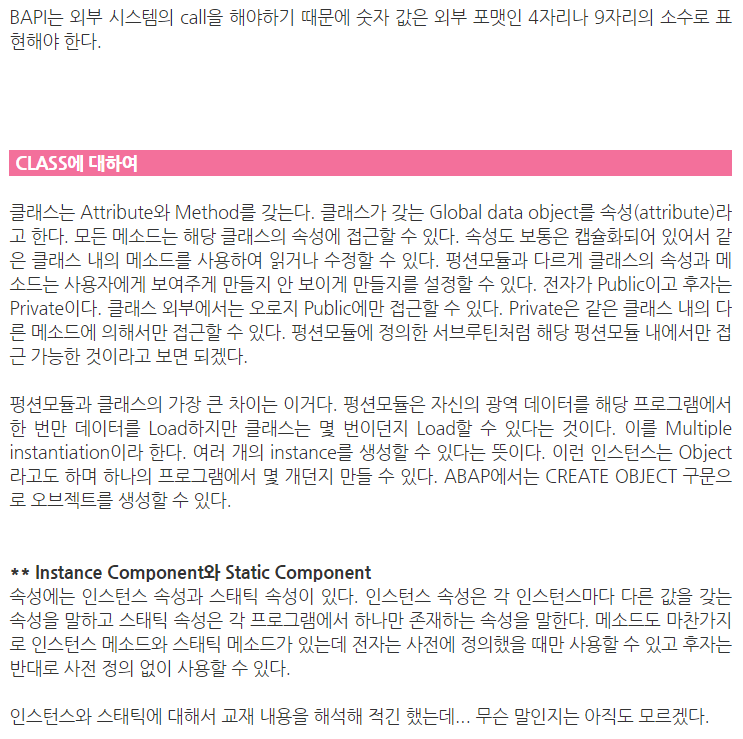 BAPI는 외부 시스템의 call을 해야하기 때문에 숫자 값은 외부 포맷인 4자리나 9자리의 소수로 표
현해야 한다.
CLASS에 대하여
클래스는 Attribute와 Method를 갖는다. 클래스가 갖는 Global data object를 속성(attribute)라
고 한다. 모든 메소드는 해당 클래스의 속성에 접근할 수 있다. 속성도 보통은 캡슐화되어 있어서 같
은 클래스 내의 메소드를 사용하여 읽거나 수정할 수 있다. 펑션모듈과 다르게 클래스의 속성과 메
소드는 사용자에게 보여주게 만들지 안 보이게 만들지를 설정할 수 있다. 전자가 Public이고 후자는
Private이다. 클래스 외부에서는 오로지 Public에만 접근할 수 있다. Private은 같은 클래스 내의 다
른 메소드에 의해서만 접근할 수 있다. 펑션모듈에 정의한 서브루틴처럼 해당 펑션모듈 내에서만 접
근 가능한 것이라고 보면 되겠다.
펑션모듈과 클래스의 가장 큰 차이는 이거다. 펑션모듈은 자신의 광역 데이터를 해당 프로그램에서
한 번만 데이터를 Load하지만 클래스는 몇 번이던지 Load할 수 있다는 것이다. 이를 Multiple
instantiation이라 한다. 여러 개의 instance를 생성할 수 있다는 뜻이다. 이런 인스턴스는 Object
라고도 하며 하나의 프로그램에서 몇 개던지 만들 수 있다. ABAP에서는 CREATE OBJECT 구문으
로 오브젝트를 생성할 수 있다.
** Instance Component와 Static Component
속성에는 인스턴스 속성과 스태틱 속성이 있다. 인스턴스 속성은 각 인스턴스마다 다른 값을 갖는
속성을 말하고 스태틱 속성은 각 프로그램에서 하나만 존재하는 속성을 말한다. 메소드도 마찬가지
로 인스턴스 메소드와 스태틱 메소드가 있는데 전자는 사전에 정의했을 때만 사용할 수 있고 후자는
반대로 사전 정의 없이 사용할 수 있다.
인스턴스와 스태틱에 대해서 교재 내용을 해석해 적긴 했는데... 무슨 말인지는 아직도 모르겠다.